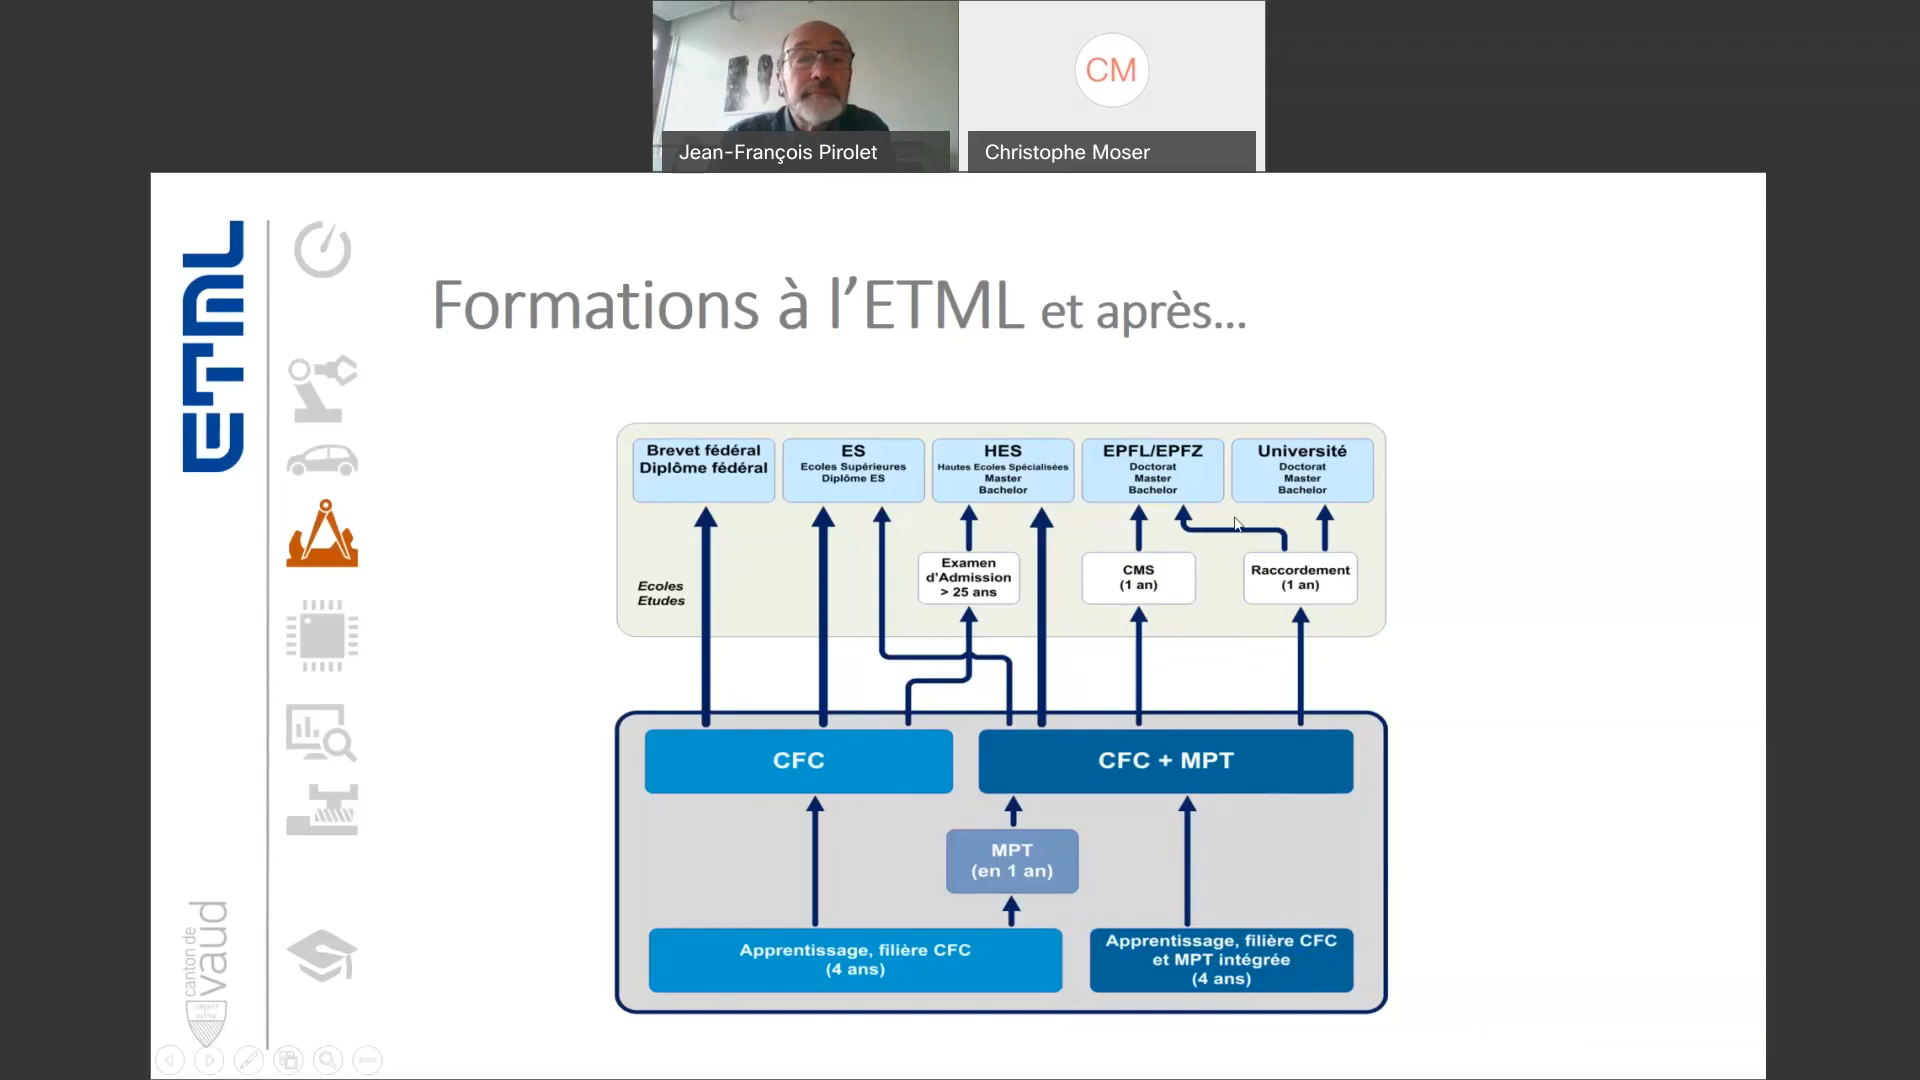 CM
Jean-François Pirolet
Christophe Moser
ETML
Formations à l’ETML et après...
Brevet fédéral
Diplôme fédéral
ES
Ecoles Supérieures
Diplôme ES
HES
Hautes Ecoles Spécialisées
Master
Bachelor
EPFL/EPFZ
Doctorat
Master
Bachelor
Université
Doctorat
Master
Bachelor
Ecoles
Etudes
Examen
d’Admission
> 25 ans
CMS
(1 an)
Raccordement
(1 an)
CFC
CFC + MPT
MPT
(en 1 an)
Apprentissage, filière CFC
(4 ans)
Apprentissage, filière CFC
et MPT intégrée
(4 ans)
canton de
vaud
LIBERTÉ
ET
PATRIE